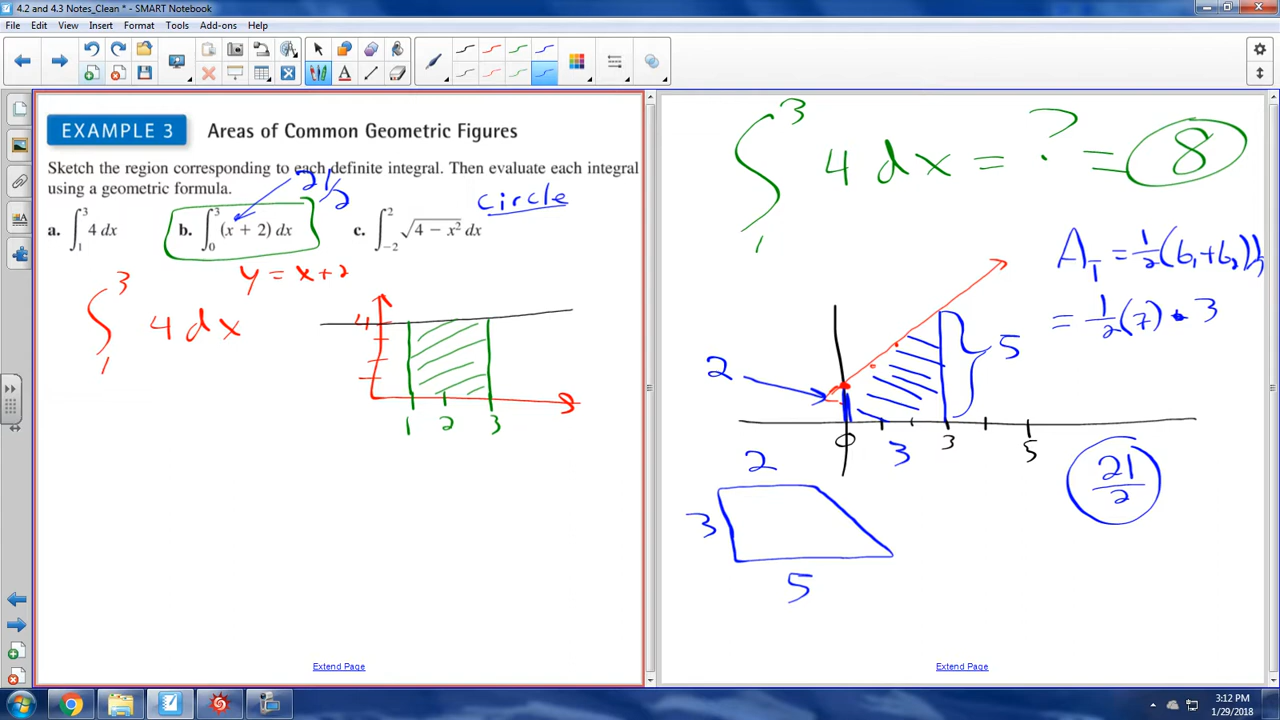 4.2 and 4.3 Notes_Clean * - SMART Notebook
File Edit View Insert Format Tools Add-ons Help
EXAMPLE 3 Areas of Common Geometric Figures
Sketch the region corresponding to each definite integral. Then evaluate each integral
using a geometric formula.
21/2
circle
a. ∫₁³ 4 dx b. ∫₀³ (x + 2) dx c. ∫₋₂² √(4 − x²) dx
y = x+2
∫₁³ 4 dx
4
1 2 3
Extend Page
∫₁³ 4 dx = ? = 8
A_T = 1/2 (b₁+b₂)h
= 1/2 (7) · 3
5
2
0 3 3 5
21/2
2
3
5
Extend Page
3:12 PM
1/29/2018